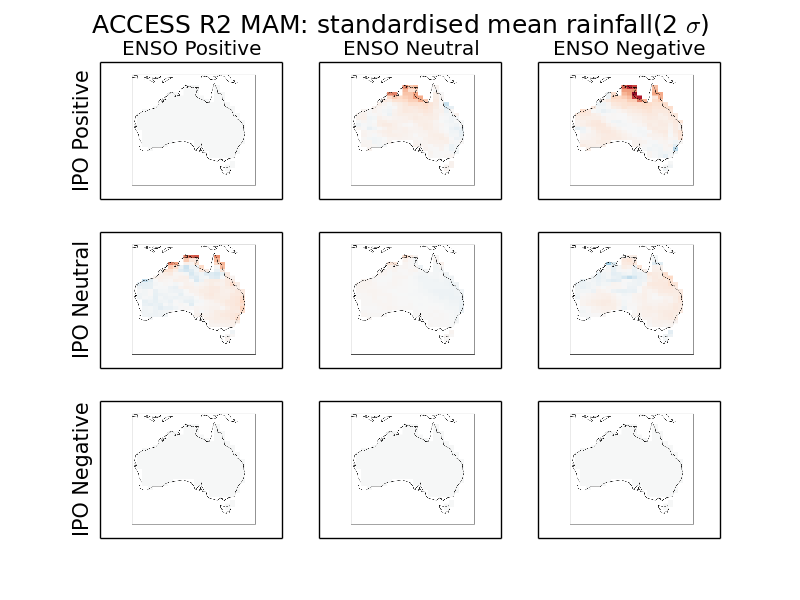 ACCESS R2 MAM: standardised mean rainfall(2 σ)
ENSO Positive ENSO Neutral ENSO Negative
IPO Positive
IPO Neutral
IPO Negative